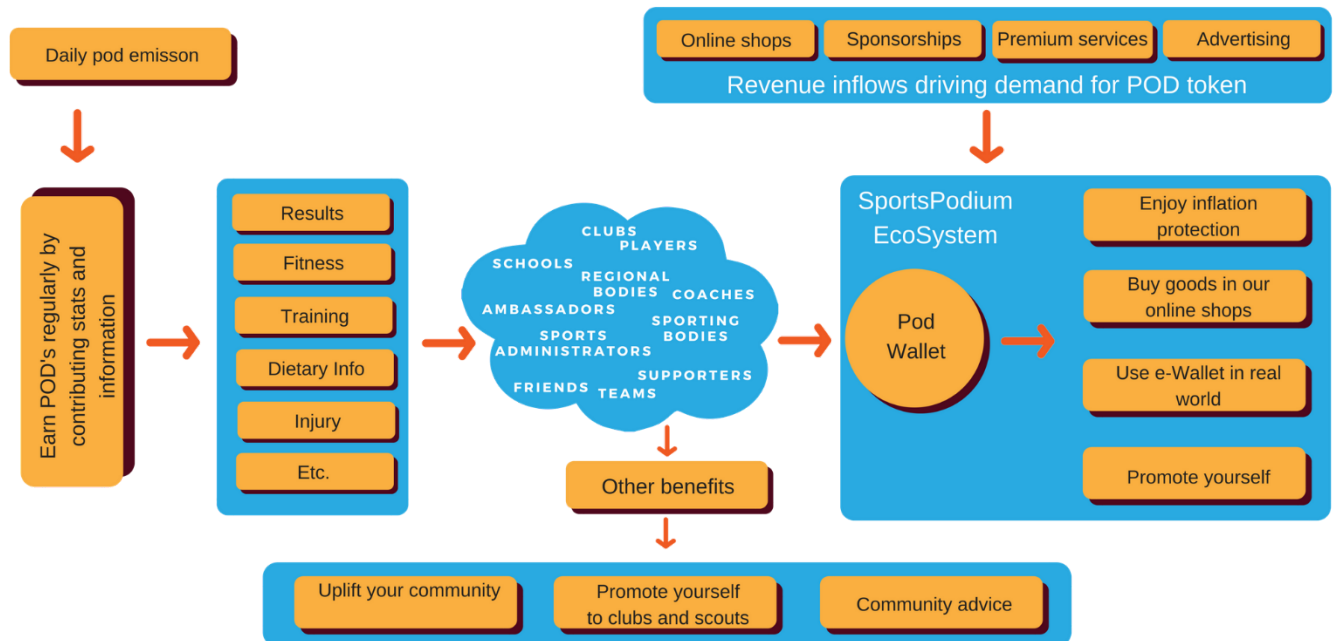 Daily pod emisson
Online shops
Sponsorships
Premium services
Advertising
Revenue inflows driving demand for POD token
Earn POD's regularly by
contributing stats and
information
Results
Fitness
Training
Dietary Info
Injury
Etc.
CLUBS
PLAYERS
SCHOOLS
REGIONAL
BODIES
COACHES
AMBASSADORS
SPORTING
BODIES
SPORTS
ADMINISTRATORS
SUPPORTERS
FRIENDS
TEAMS
SportsPodium
EcoSystem
Pod
Wallet
Enjoy inflation
protection
Buy goods in our
online shops
Use e-Wallet in real
world
Promote yourself
Other benefits
Uplift your community
Promote yourself
to clubs and scouts
Community advice